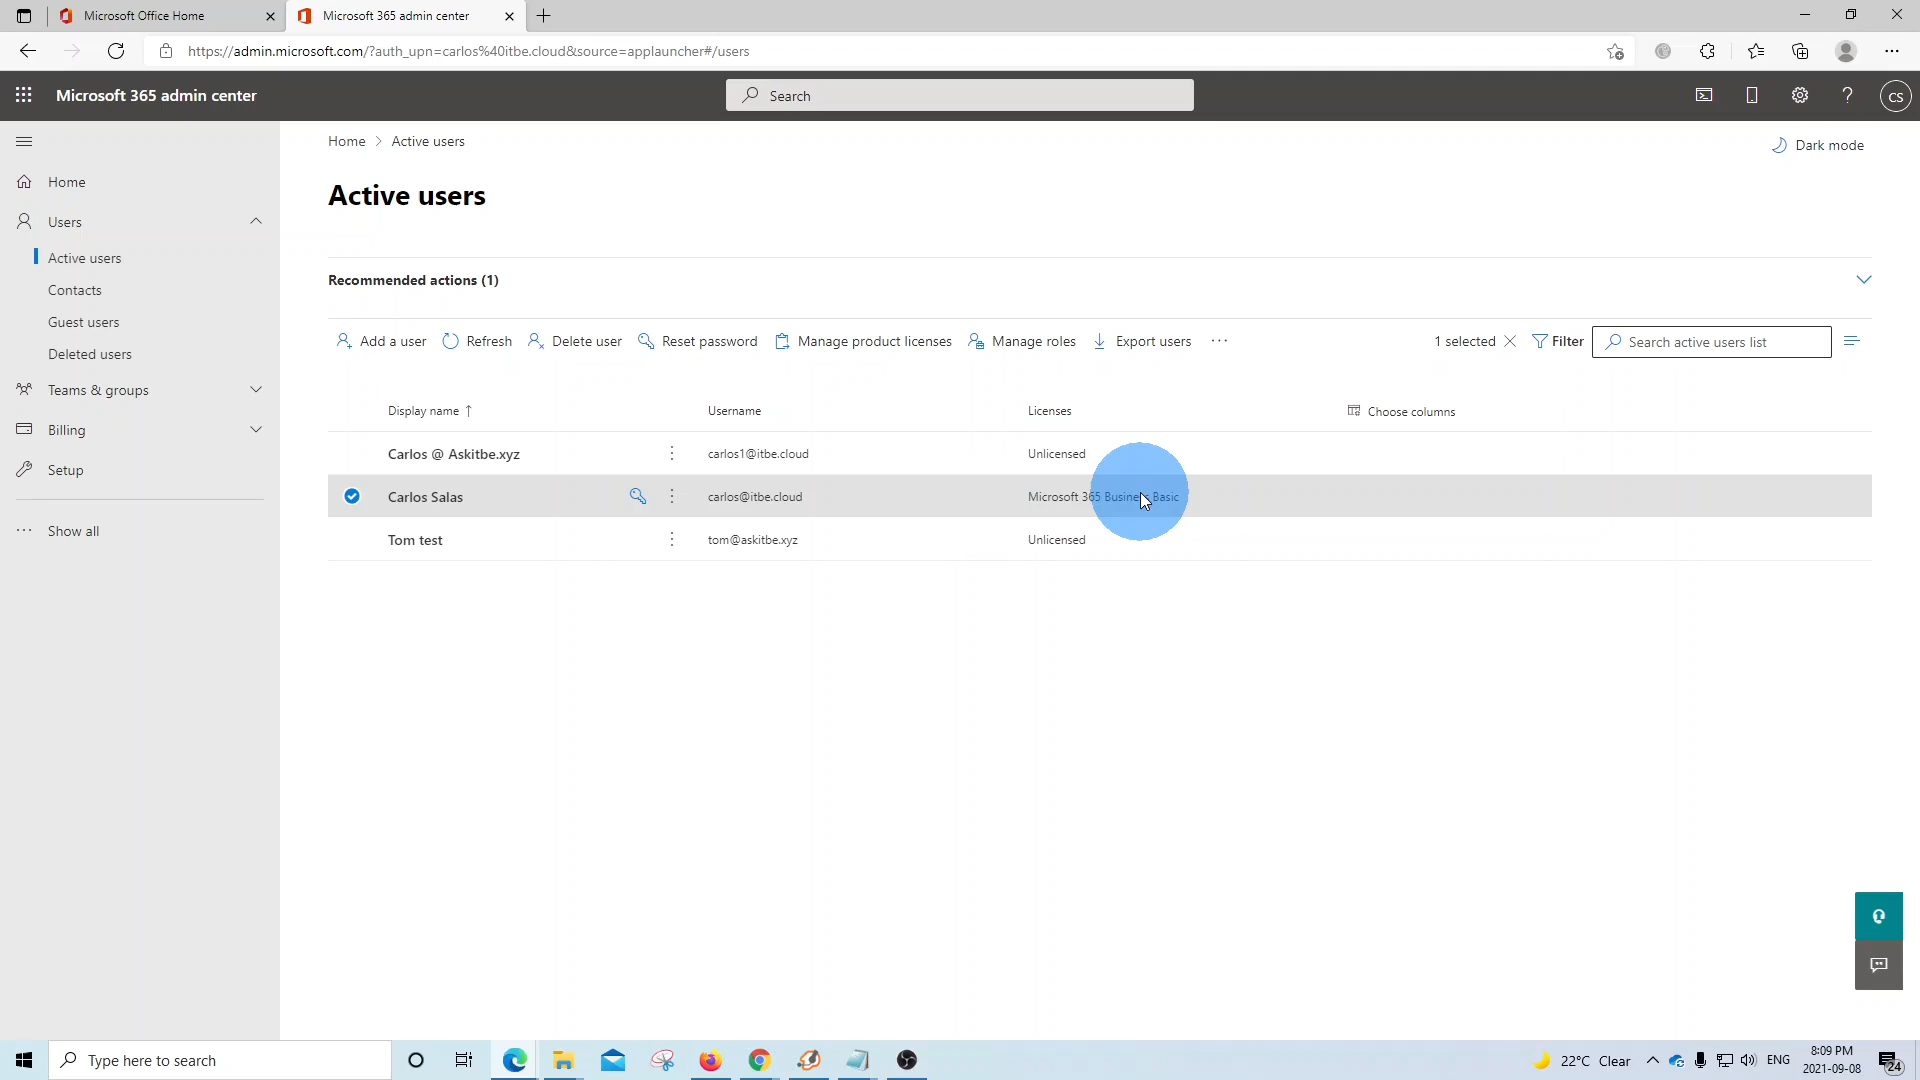 Microsoft Office Home
Microsoft 365 admin center
https://admin.microsoft.com/?auth_upn=carlos%40itbe.cloud&source=applauncher#/users
Microsoft 365 admin center
Search
CS
Home > Active users
Dark mode
Home
Users
Active users
Contacts
Guest users
Deleted users
Teams & groups
Billing
Setup
Show all
Active users
Recommended actions (1)
Add a user Refresh Delete user Reset password Manage product licenses Manage roles Export users
1 selected Filter Search active users list
Display name ↑ Username Licenses Choose columns
Carlos @ Askitbe.xyz carlos1@itbe.cloud Unlicensed
Carlos Salas carlos@itbe.cloud Microsoft 365 Business Basic
Tom test tom@askitbe.xyz Unlicensed
Type here to search
22°C Clear
ENG
8:09 PM
2021-09-08
24